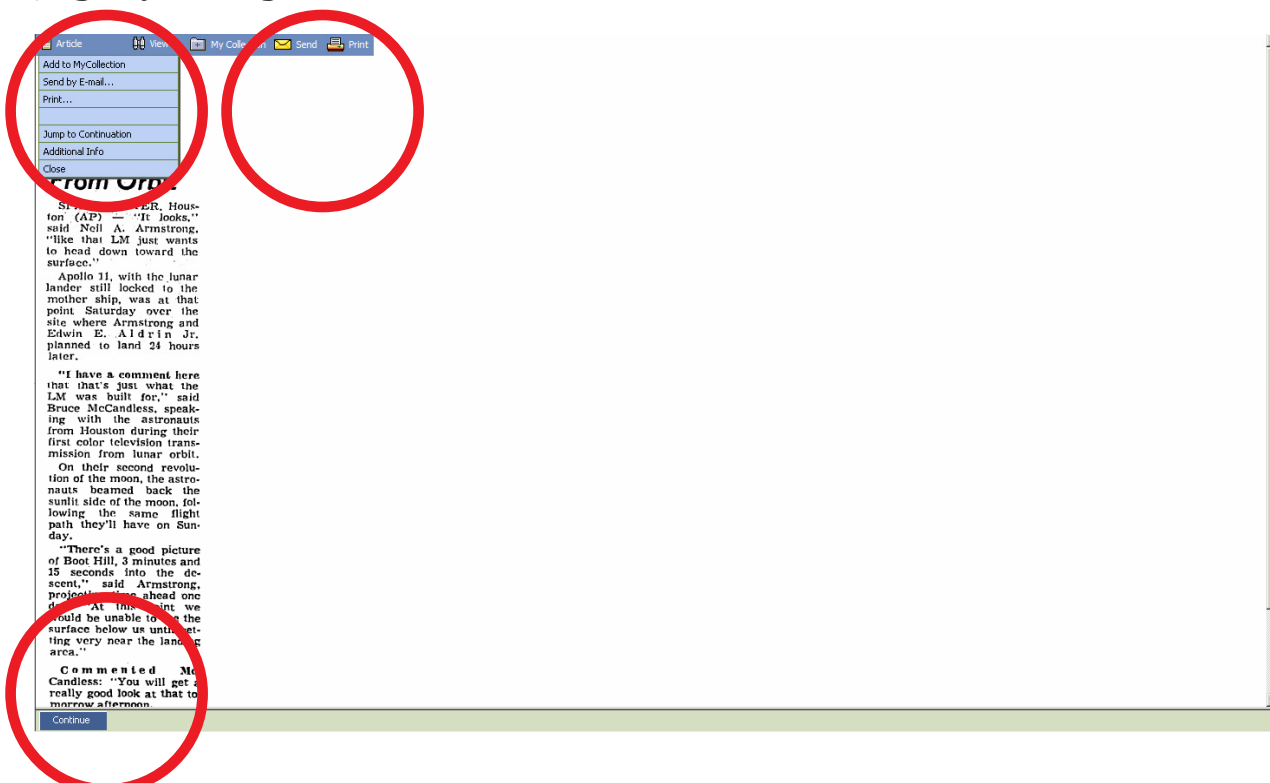 Article View My Collection Send Print
Add to MyCollection
Send by E-mail...
Print...
Jump to Continuation
Additional Info
Close
From Orbit
Hous-
ton (AP) — "It looks,"
said Neil A. Armstrong,
"like that LM just wants
to head down toward the
surface."
Apollo 11, with the lunar
lander still locked to the
mother ship, was at that
point Saturday over the
site where Armstrong and
Edwin E. Aldrin Jr.
planned to land 24 hours
later.
"I have a comment here
that that's just what the
LM was built for," said
Bruce McCandless, speak-
ing with the astronauts
from Houston during their
first color television trans-
mission from lunar orbit.
On their second revolu-
tion of the moon, the astro-
nauts beamed back the
sunlit side of the moon, fol-
lowing the same flight
path they'll have on Sun-
day.
"There's a good picture
of Boot Hill, 3 minutes and
15 seconds into the de-
scent," said Armstrong,
projecting time ahead one
"At this point we
would be unable to see the
surface below us until get-
ting very near the landing
area."
Commented Mc
Candless: "You will get a
really good look at that to-
morrow afternoon.
Continue